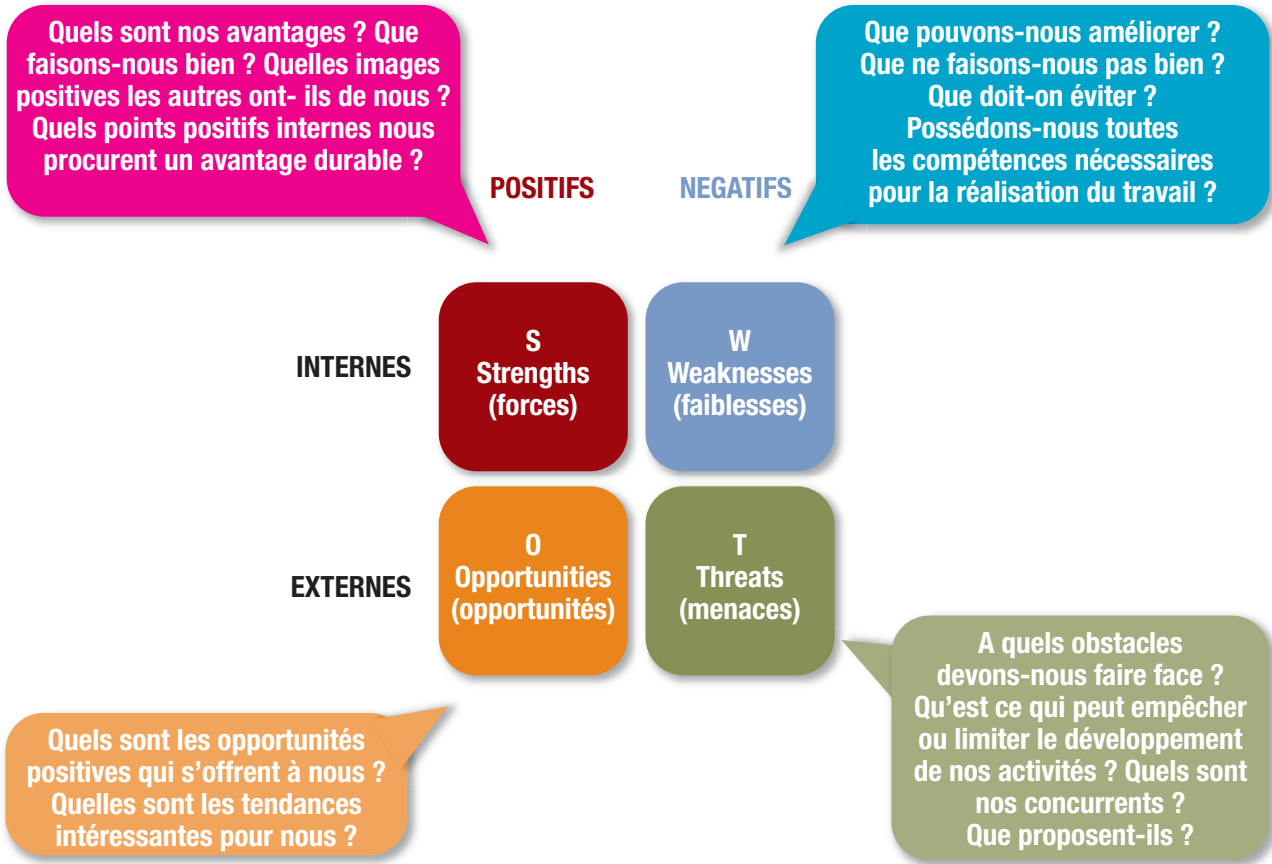 Quels sont nos avantages ? Que
faisons-nous bien ? Quelles images
positives les autres ont- ils de nous ?
Quels points positifs internes nous
procurent un avantage durable ?
Que pouvons-nous améliorer ?
Que ne faisons-nous pas bien ?
Que doit-on éviter ?
Possédons-nous toutes
les compétences nécessaires
pour la réalisation du travail ?
POSITIFS
NEGATIFS
INTERNES
S
Strengths
(forces)
W
Weaknesses
(faiblesses)
EXTERNES
O
Opportunities
(opportunités)
T
Threats
(menaces)
Quels sont les opportunités
positives qui s’offrent à nous ?
Quelles sont les tendances
intéressantes pour nous ?
A quels obstacles
devons-nous faire face ?
Qu’est ce qui peut empêcher
ou limiter le développement
de nos activités ? Quels sont
nos concurrents ?
Que proposent-ils ?